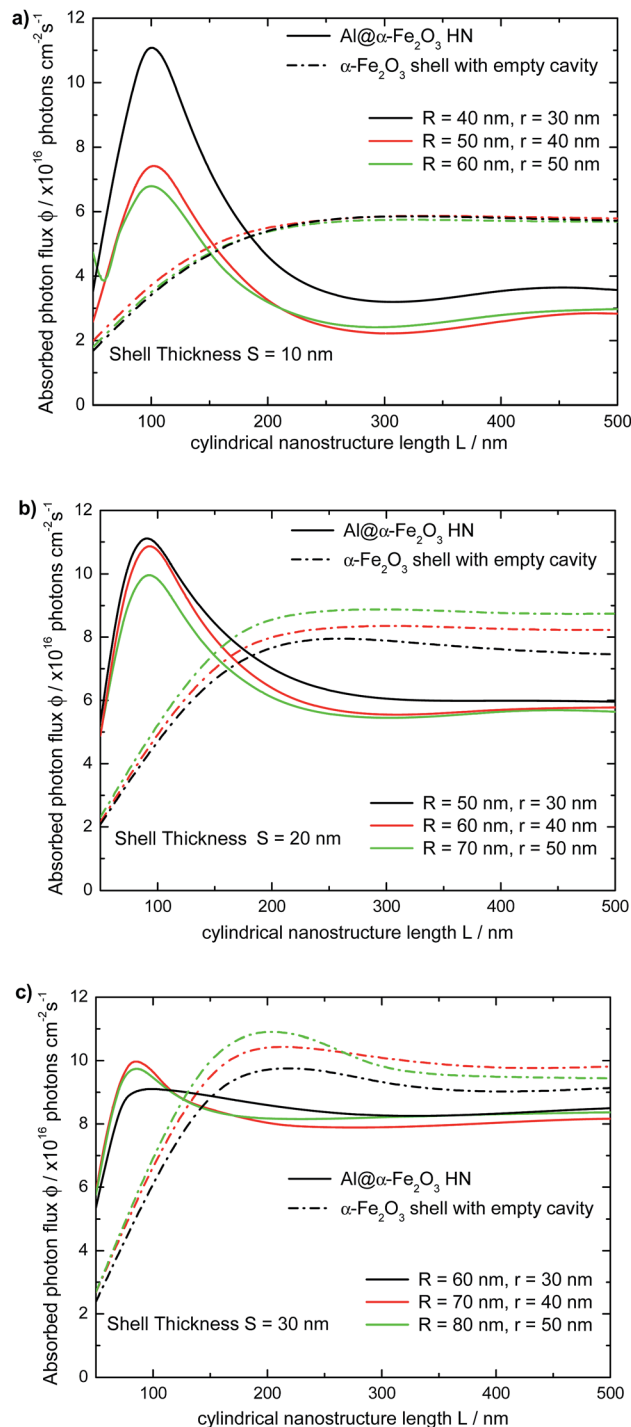 a)
12
10
8
6
4
2
0
Absorbed photon flux ϕ / x10¹⁶ photons cm⁻²s⁻¹
Al@α-Fe₂O₃ HN
α-Fe₂O₃ shell with empty cavity
R = 40 nm, r = 30 nm
R = 50 nm, r = 40 nm
R = 60 nm, r = 50 nm
Shell Thickness S = 10 nm
100 200 300 400 500
cylindrical nanostructure length L / nm
b)
12
10
8
6
4
2
0
Absorbed photon flux ϕ / x10¹⁶ photons cm⁻²s⁻¹
Al@α-Fe₂O₃ HN
α-Fe₂O₃ shell with empty cavity
R = 50 nm, r = 30 nm
R = 60 nm, r = 40 nm
R = 70 nm, r = 50 nm
Shell Thickness S = 20 nm
100 200 300 400 500
cylindrical nanostructure length L / nm
c)
12
10
8
6
4
2
0
Absorbed photon flux ϕ / x10¹⁶ photons cm⁻²s⁻¹
Al@α-Fe₂O₃ HN
α-Fe₂O₃ shell with empty cavity
R = 60 nm, r = 30 nm
R = 70 nm, r = 40 nm
R = 80 nm, r = 50 nm
Shell Thickness S = 30 nm
100 200 300 400 500
cylindrical nanostructure length L / nm